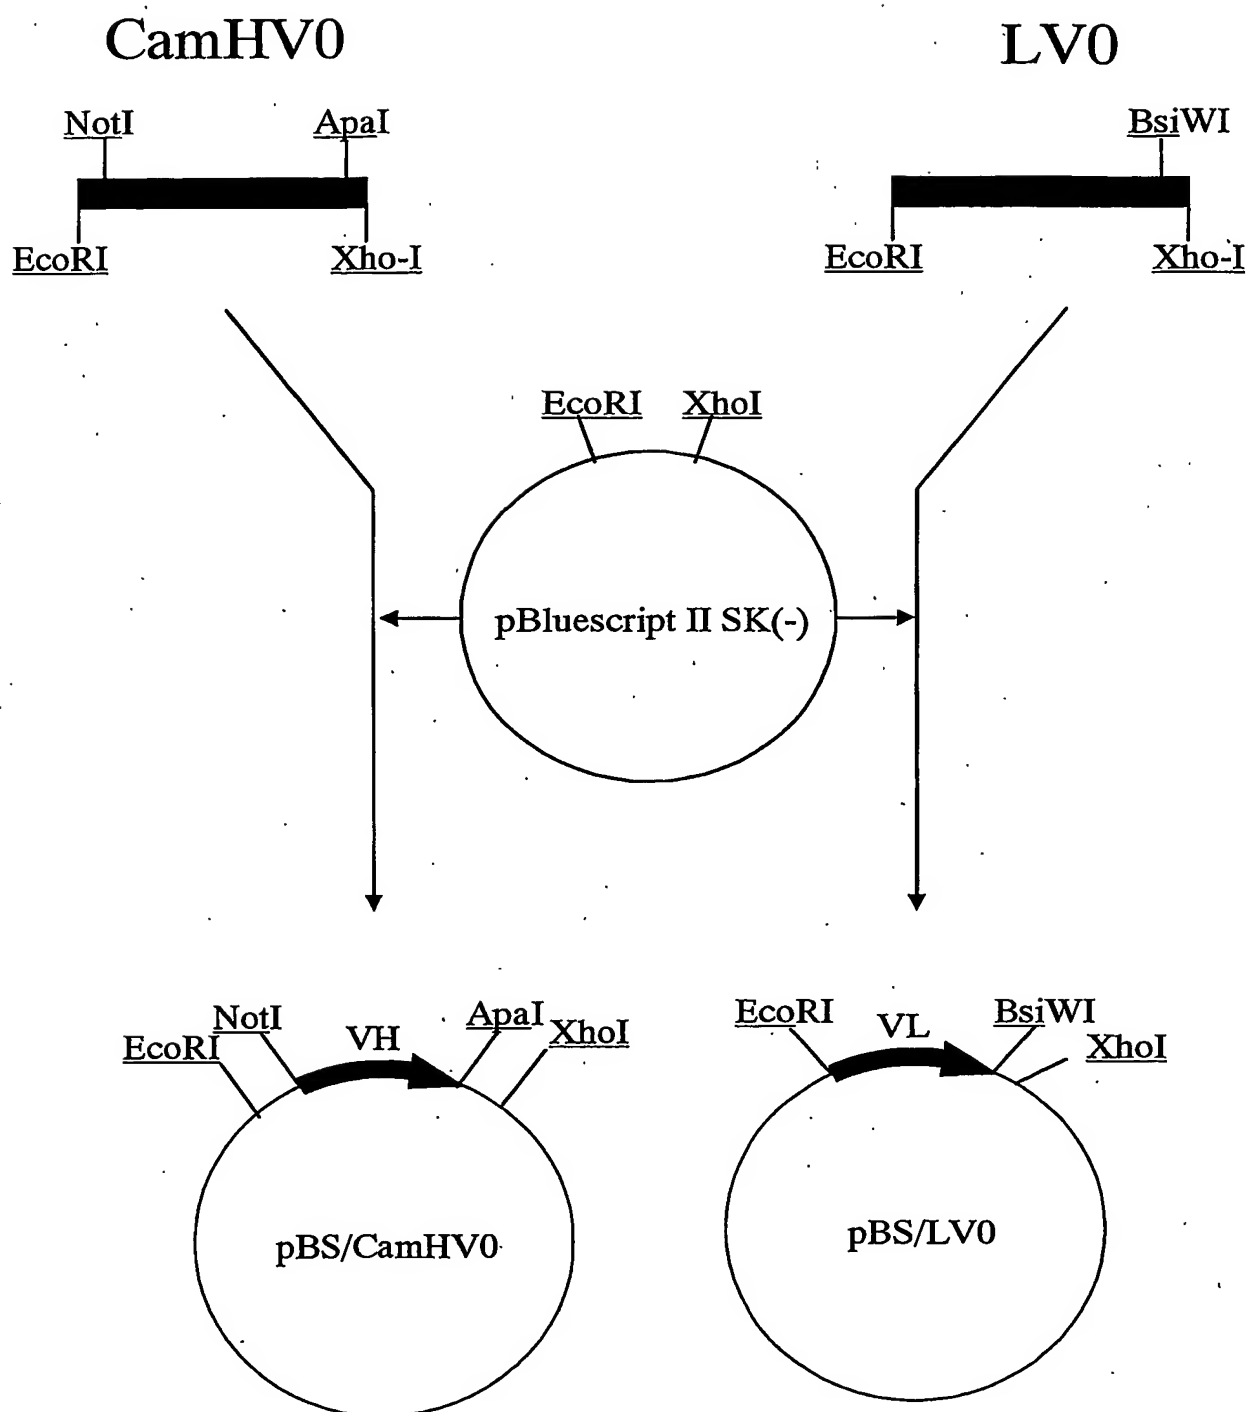 CamHV0
LV0
NotI
ApaI
BsiWI
EcoRI
Xho-I
EcoRI
Xho-I
EcoRI
XhoI
pBluescript II SK(-)
NotI
VH
ApaI
EcoRI
XhoI
EcoRI
VL
BsiWI
XhoI
pBS/CamHV0
pBS/LV0